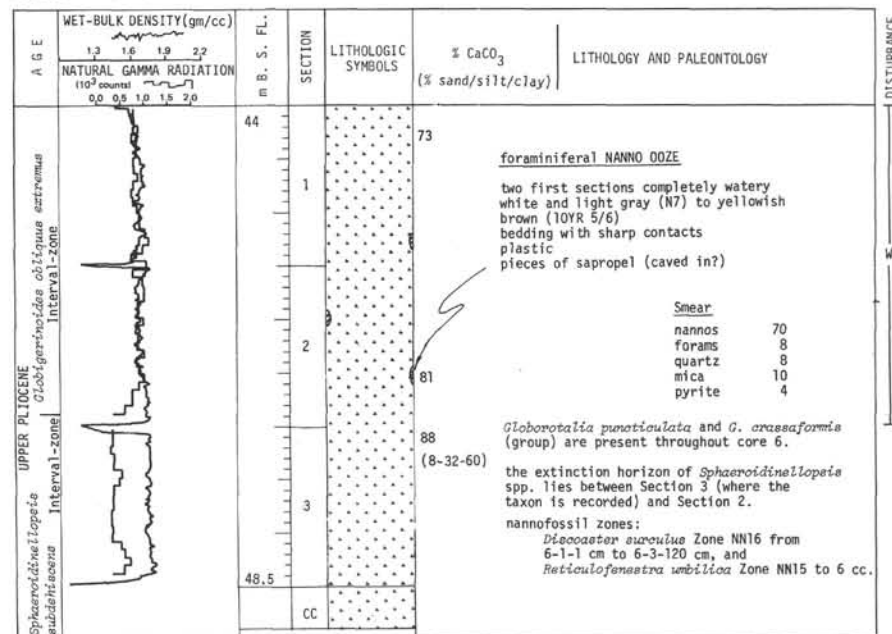 AGE
WET-BULK DENSITY(gm/cc)
1.3 1.6 1.9 2.2
NATURAL GAMMA RADIATION
(10⁻³ counts)
0.0 0.5 1.0 1.5 2.0
m B. S. FL.
SECTION
LITHOLOGIC
SYMBOLS
% CaCO₃
(% sand/silt/clay)
LITHOLOGY AND PALEONTOLOGY
DISTURBANCE
UPPER PLIOCENE
Globigerinoides obliquus extremus
Interval-zone
Sphaeroidinellopsis
subdehiscens
Interval-zone
44
48.5
1
2
3
CC
73
81
88
(8-32-60)
foraminiferal NANNO OOZE
two first sections completely watery
white and light gray (N7) to yellowish
brown (10YR 5/6)
bedding with sharp contacts
plastic
pieces of sapropel (caved in?)
Smear
nannos 70
forams 8
quartz 8
mica 10
pyrite 4
Globorotalia puncticulata and G. crassaformis
(group) are present throughout core 6.
the extinction horizon of Sphaeroidinellopsis
spp. lies between Section 3 (where the
taxon is recorded) and Section 2.
nannofossil zones:
Discoaster surculus Zone NN16 from
6-1-1 cm to 6-3-120 cm, and
Reticulofenestra umbilica Zone NN15 to 6 cc.
W